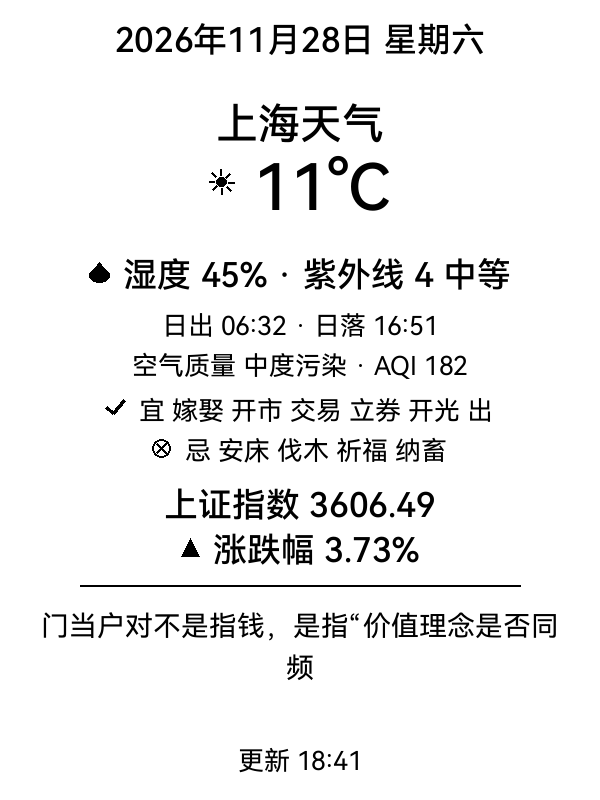 2026年11月28日 星期六
上海天气
11°C
湿度 45% · 紫外线 4 中等
日出 06:32 · 日落 16:51
空气质量 中度污染 · AQI 182
宜 嫁娶 开市 交易 立券 开光 出
忌 安床 伐木 祈福 纳畜
上证指数 3606.49
▲ 涨跌幅 3.73%
门当户对不是指钱，是指“价值理念是否同
频
更新 18:41